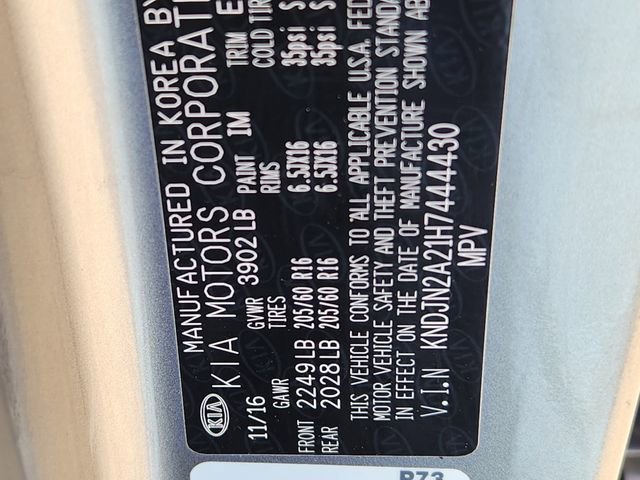 MANUFACTURED IN KOREA BY
KIA KIA MOTORS CORPORATI
11/16 GVWR 3902 LB PAINT IM TRIM E
GAWR TIRES RIMS COLD TIR
FRONT 2249 LB 205/60 R16 6.5JX16 35psi S
REAR 2028 LB 205/60 R16 6.5JX16 35psi S
THIS VEHICLE CONFORMS TO ALL APPLICABLE U.S.A. FED
MOTOR VEHICLE SAFETY AND THEFT PREVENTION STANDA
IN EFFECT ON THE DATE OF MANUFACTURE SHOWN AB
V.I.N KNDJN2A21H7444430
MPV